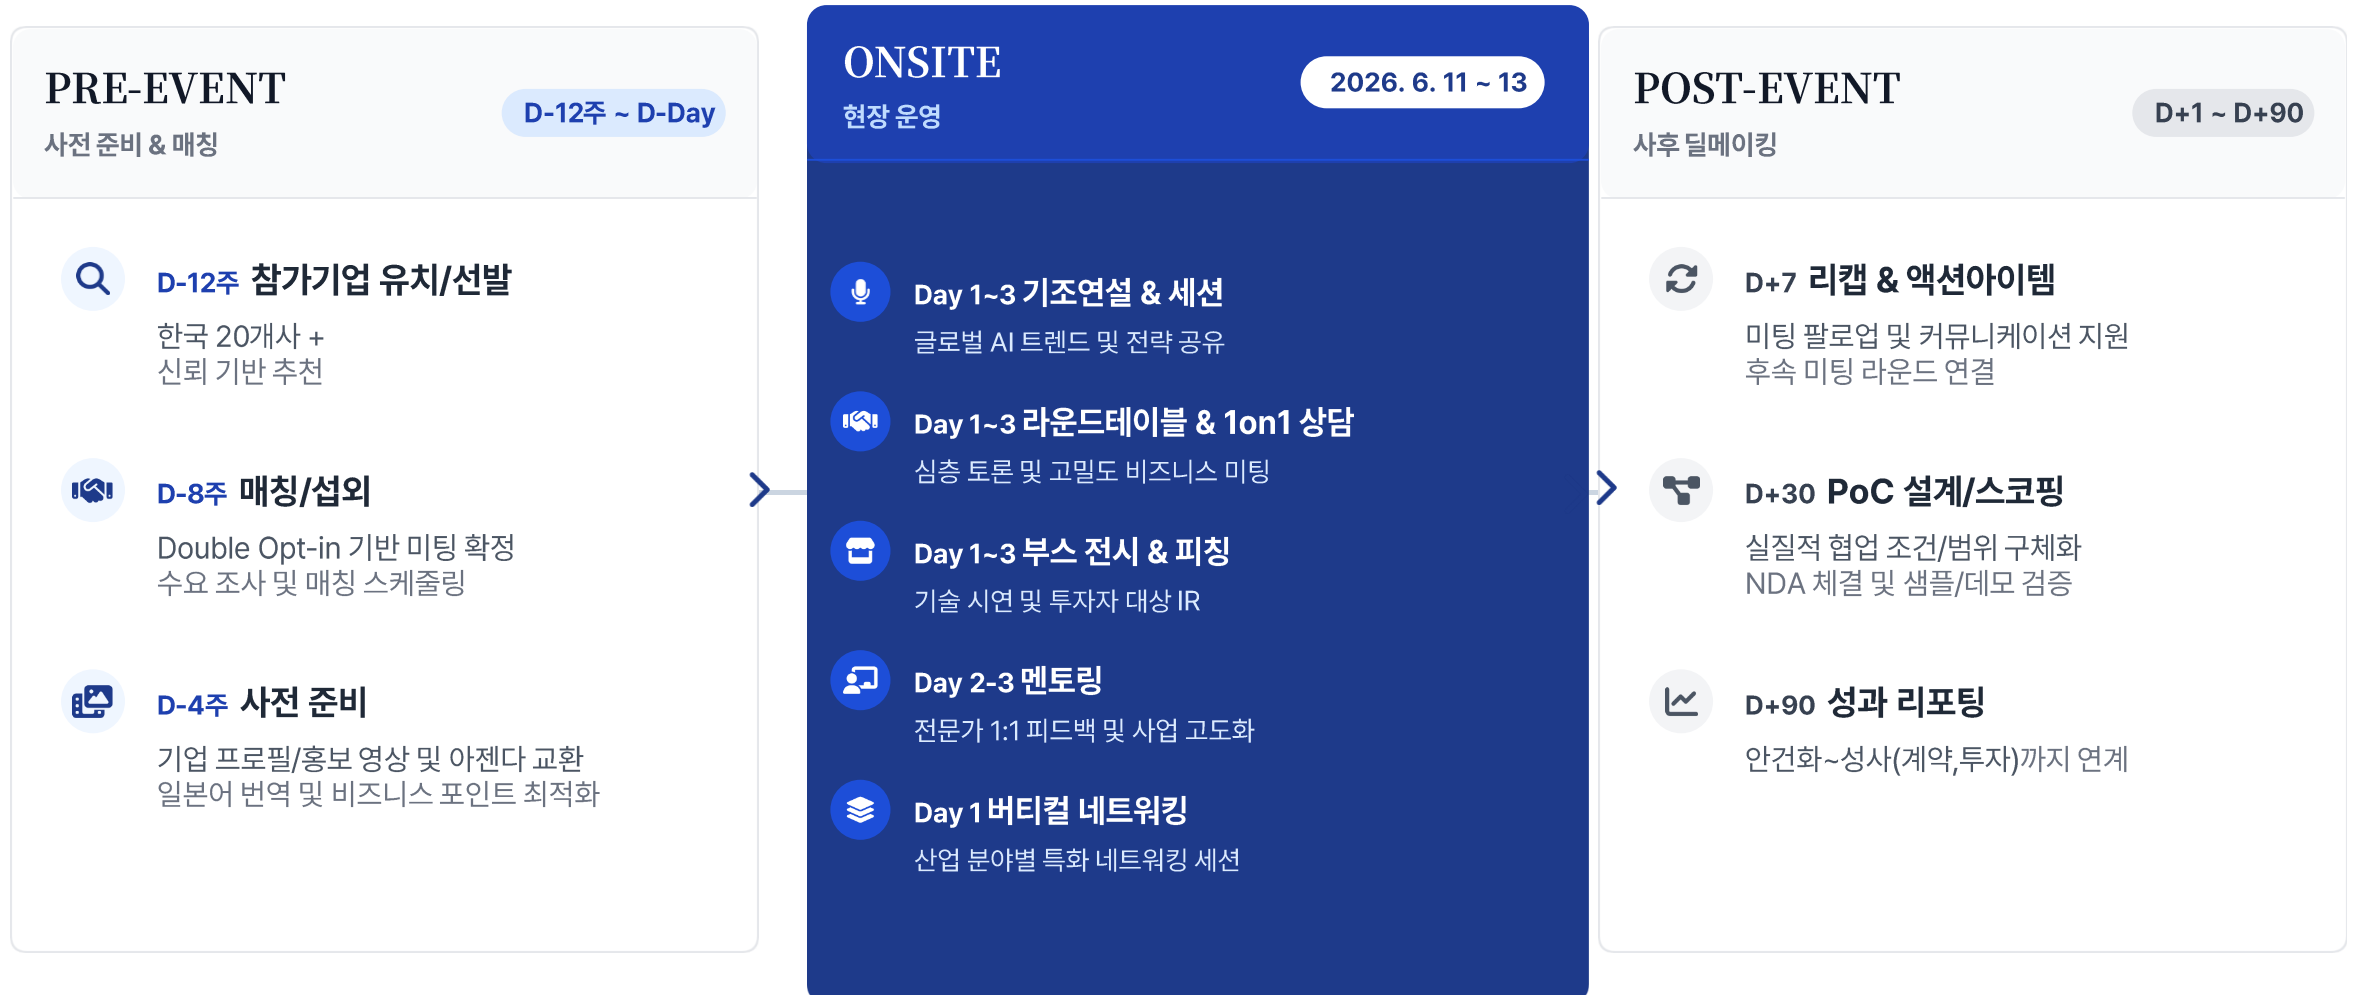 PRE-EVENT
사전 준비 & 매칭
D-12주 ~ D-Day
D-12주 참가기업 유치/선발
한국 20개사 +
신뢰 기반 추천
D-8주 매칭/섭외
Double Opt-in 기반 미팅 확정
수요 조사 및 매칭 스케줄링
D-4주 사전 준비
기업 프로필/홍보 영상 및 아젠다 교환
일본어 번역 및 비즈니스 포인트 최적화
ONSITE
현장 운영
2026. 6. 11 ~ 13
Day 1~3 기조연설 & 세션
글로벌 AI 트렌드 및 전략 공유
Day 1~3 라운드테이블 & 1on1 상담
심층 토론 및 고밀도 비즈니스 미팅
Day 1~3 부스 전시 & 피칭
기술 시연 및 투자자 대상 IR
Day 2-3 멘토링
전문가 1:1 피드백 및 사업 고도화
Day 1 버티컬 네트워킹
산업 분야별 특화 네트워킹 세션
POST-EVENT
사후 딜메이킹
D+1 ~ D+90
D+7 리캡 & 액션아이템
미팅 팔로업 및 커뮤니케이션 지원
후속 미팅 라운드 연결
D+30 PoC 설계/스코핑
실질적 협업 조건/범위 구체화
NDA 체결 및 샘플/데모 검증
D+90 성과 리포팅
안건화~성사(계약,투자)까지 연계